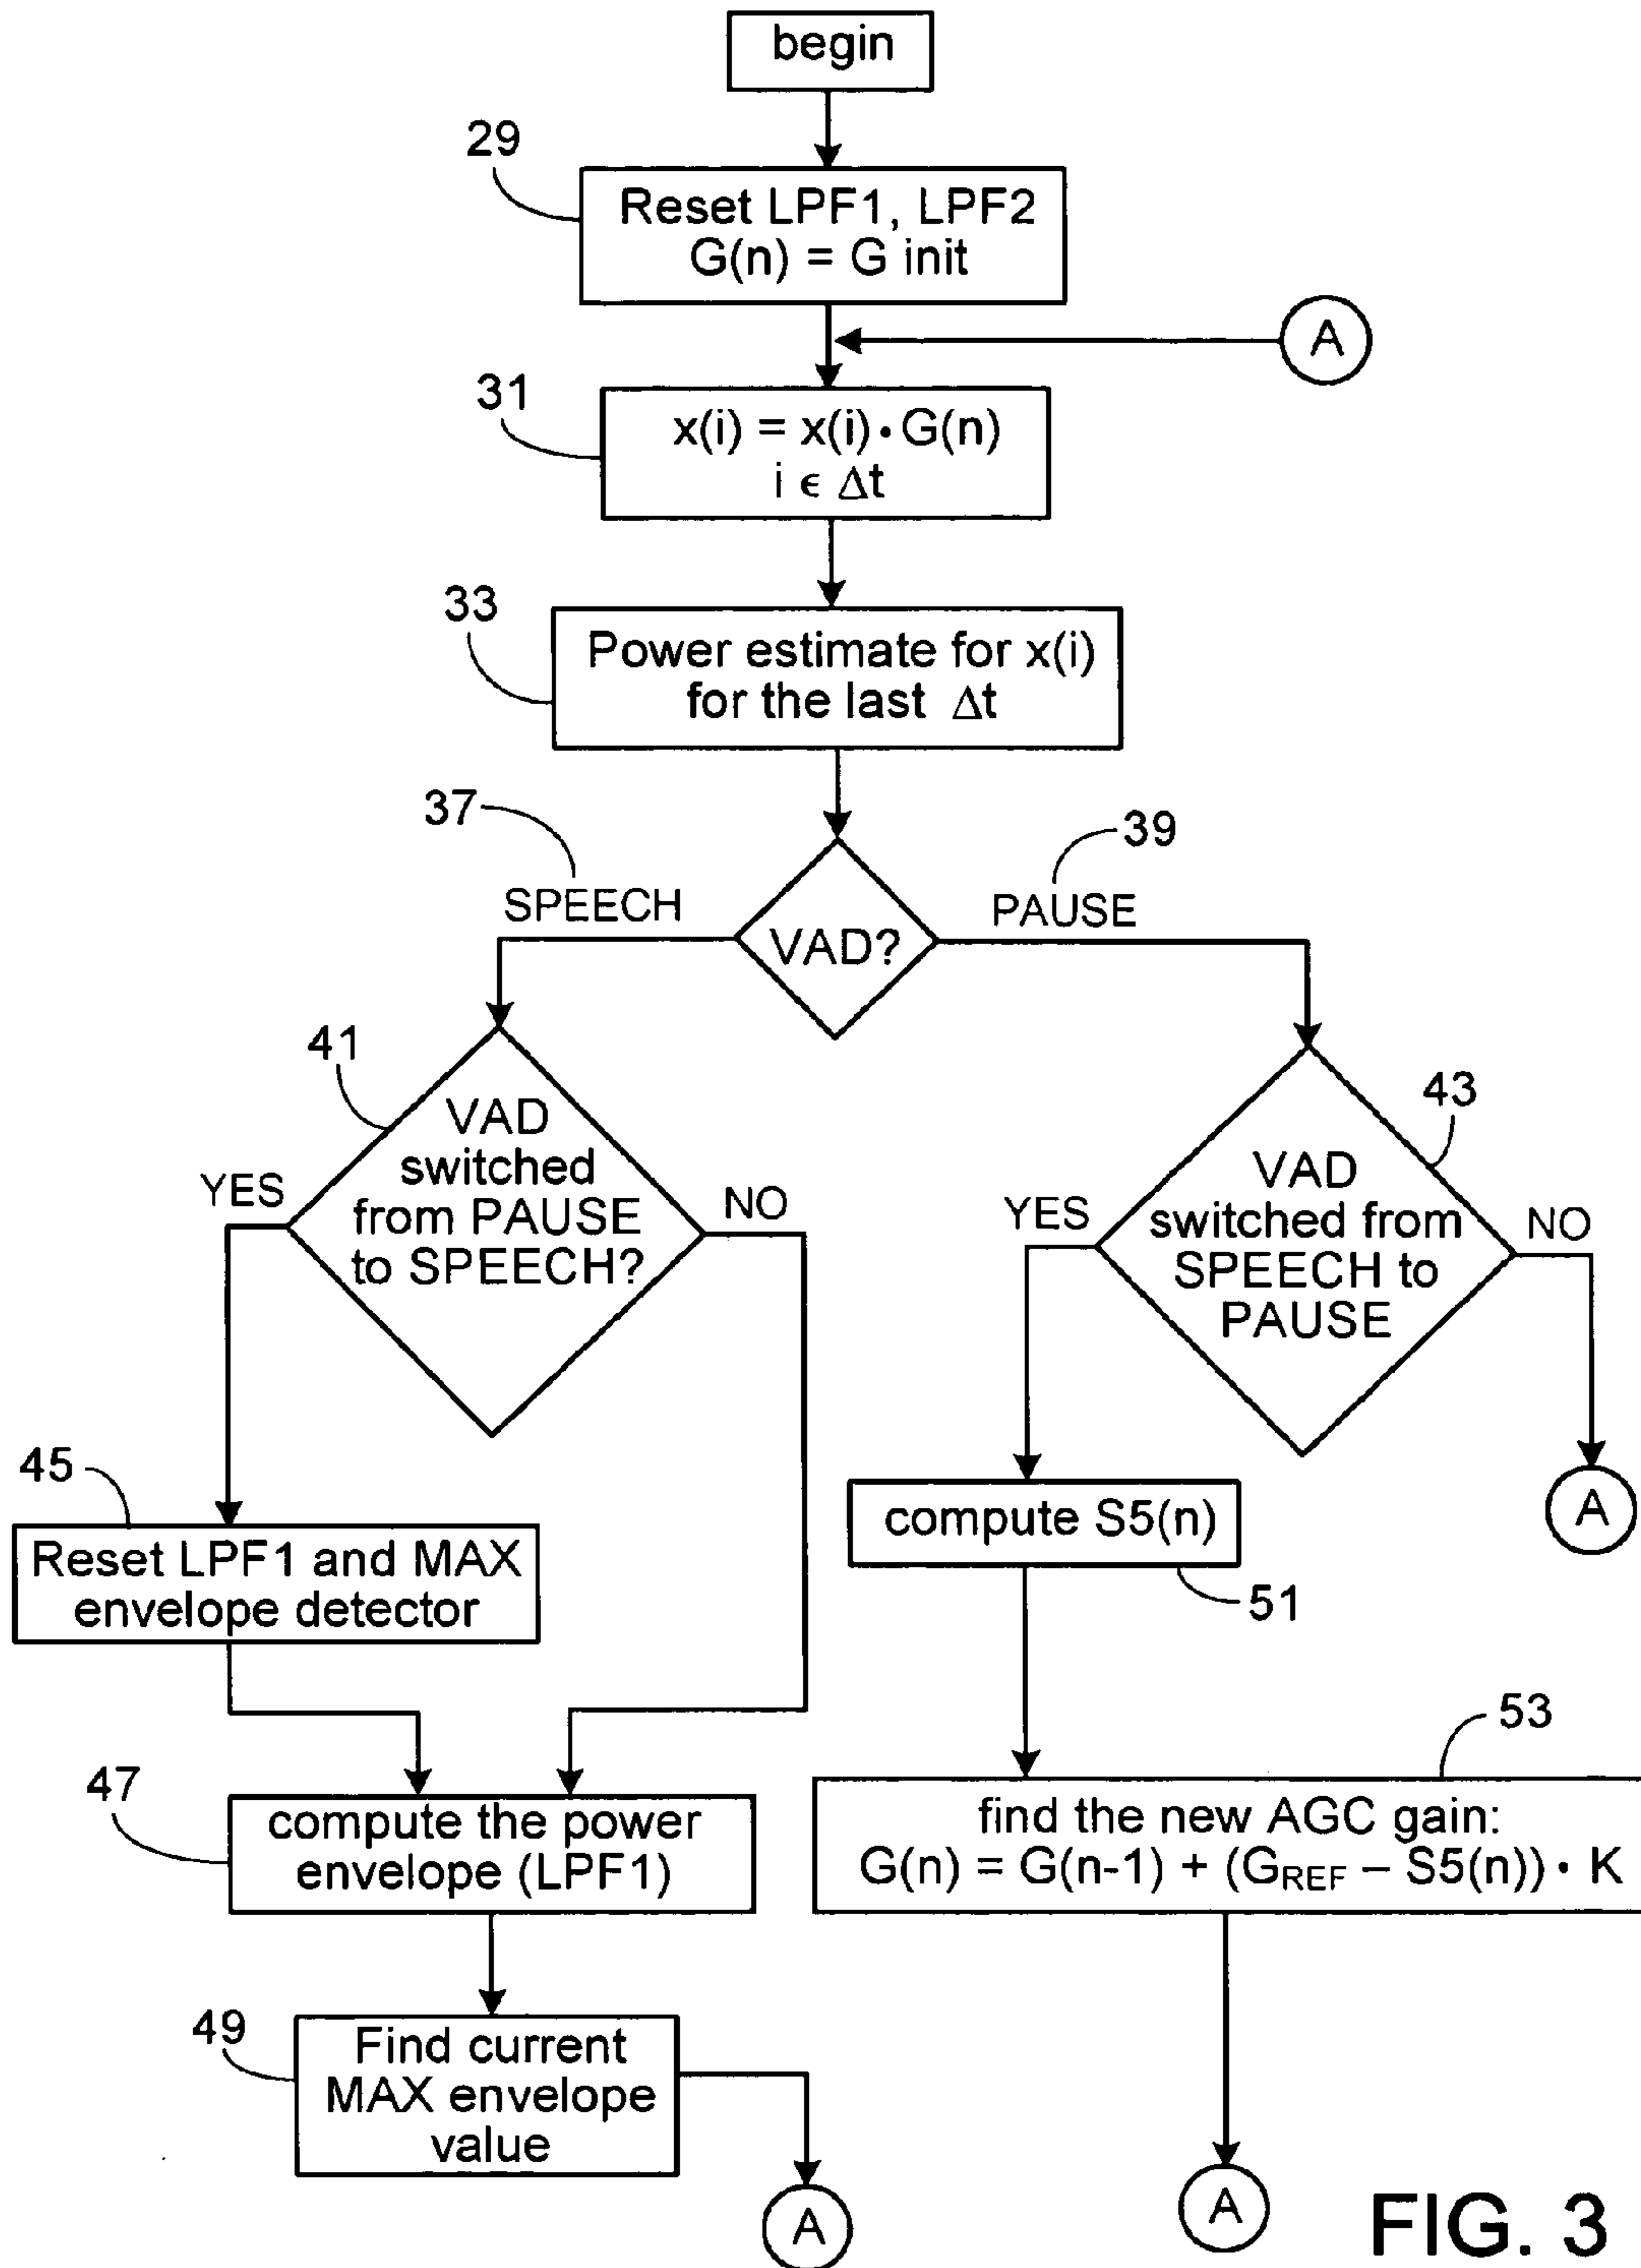 begin
29
Reset LPF1, LPF2
G(n) = G init
A
31
x(i) = x(i) • G(n)
i ϵ Δt
33
Power estimate for x(i)
for the last Δt
37
39
SPEECH
PAUSE
VAD?
41
VAD
switched
from PAUSE
to SPEECH?
YES
NO
43
VAD
switched from
SPEECH to
PAUSE
YES
NO
A
45
Reset LPF1 and MAX
envelope detector
compute S5(n)
51
47
compute the power
envelope (LPF1)
53
find the new AGC gain:
G(n) = G(n-1) + (G_REF – S5(n)) • K
49
Find current
MAX envelope
value
A
A
FIG. 3